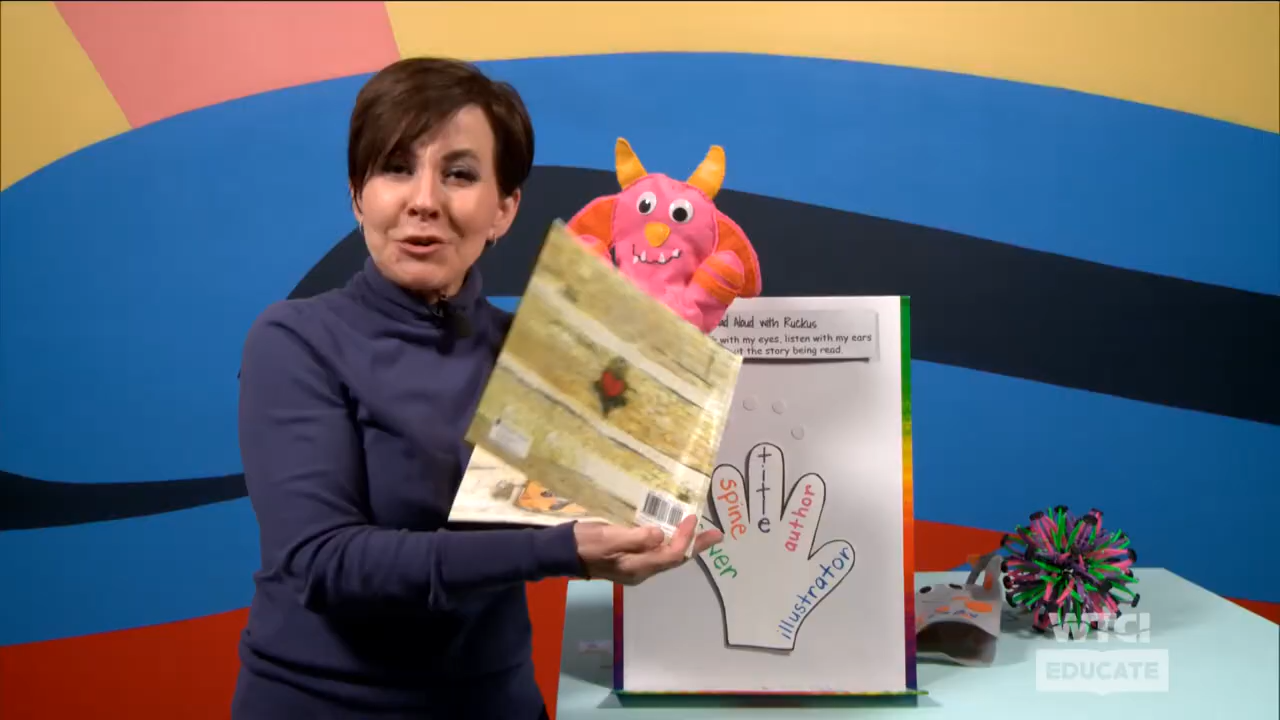 Aloud with Ruckus
with my eyes, listen with my ears
the story being read.
title
spine
author
illustrator
WTCI
EDUCATE